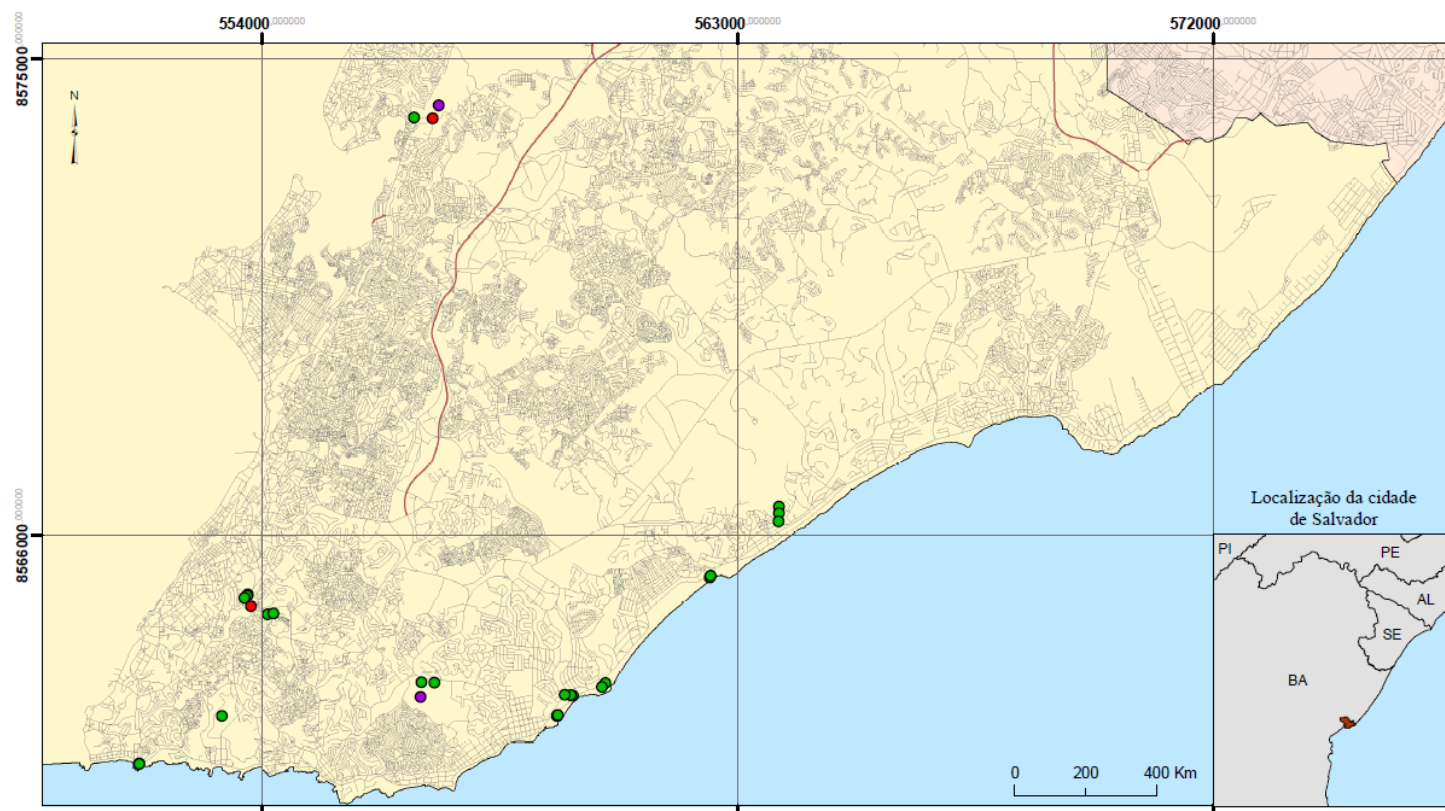 554000,000000
563000,000000
572000,000000
8575000,000000
N
8566000,000000
Localização da cidade
de Salvador
PI
PE
AL
SE
BA
0 200 400 Km